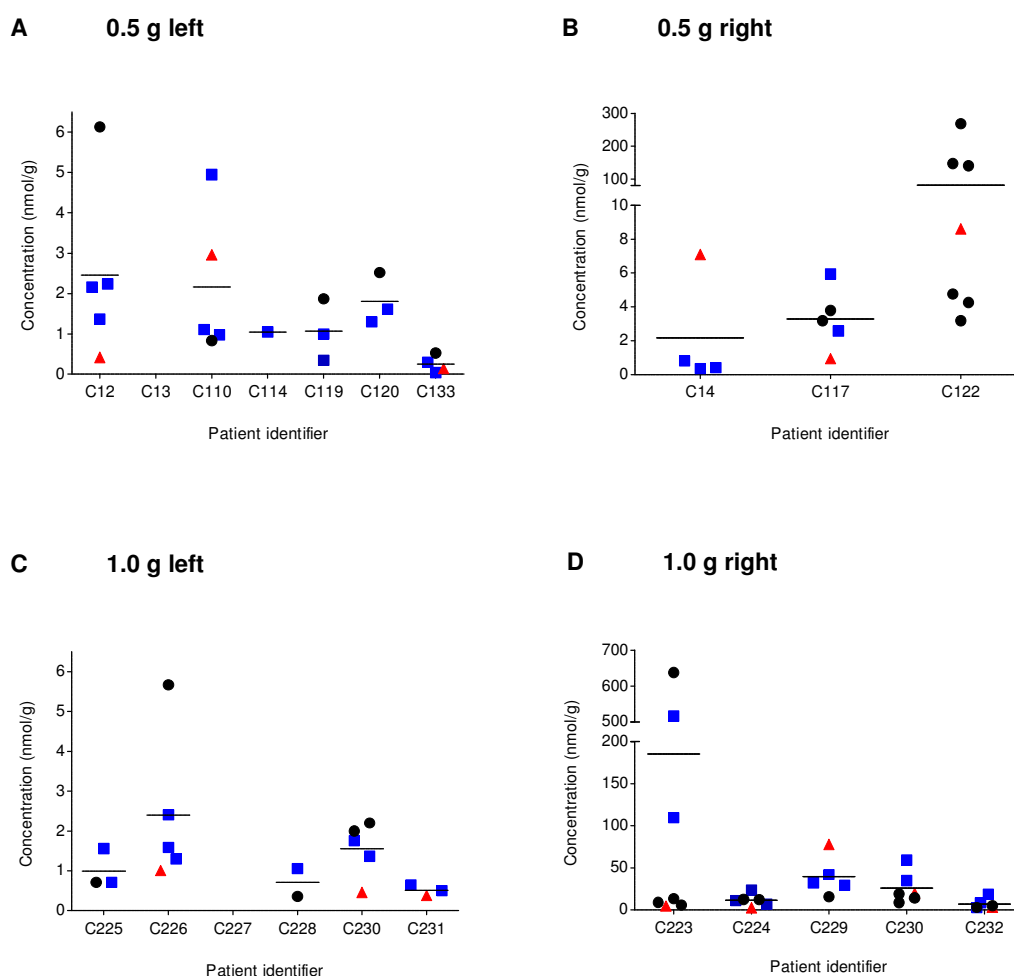 A 0.5 g left
6
5
4
3
2
1
0
Concentration (nmol/g)
C12 C13 C110 C114 C119 C120 C133
Patient identifier
B 0.5 g right
300
200
100
10
8
6
4
2
0
Concentration (nmol/g)
C14 C117 C122
Patient identifier
C 1.0 g left
6
5
4
3
2
1
0
Concentration (nmol/g)
C225 C226 C227 C228 C230 C231
Patient identifier
D 1.0 g right
700
600
500
200
150
100
50
0
Concentration (nmol/g)
C223 C224 C229 C230 C232
Patient identifier